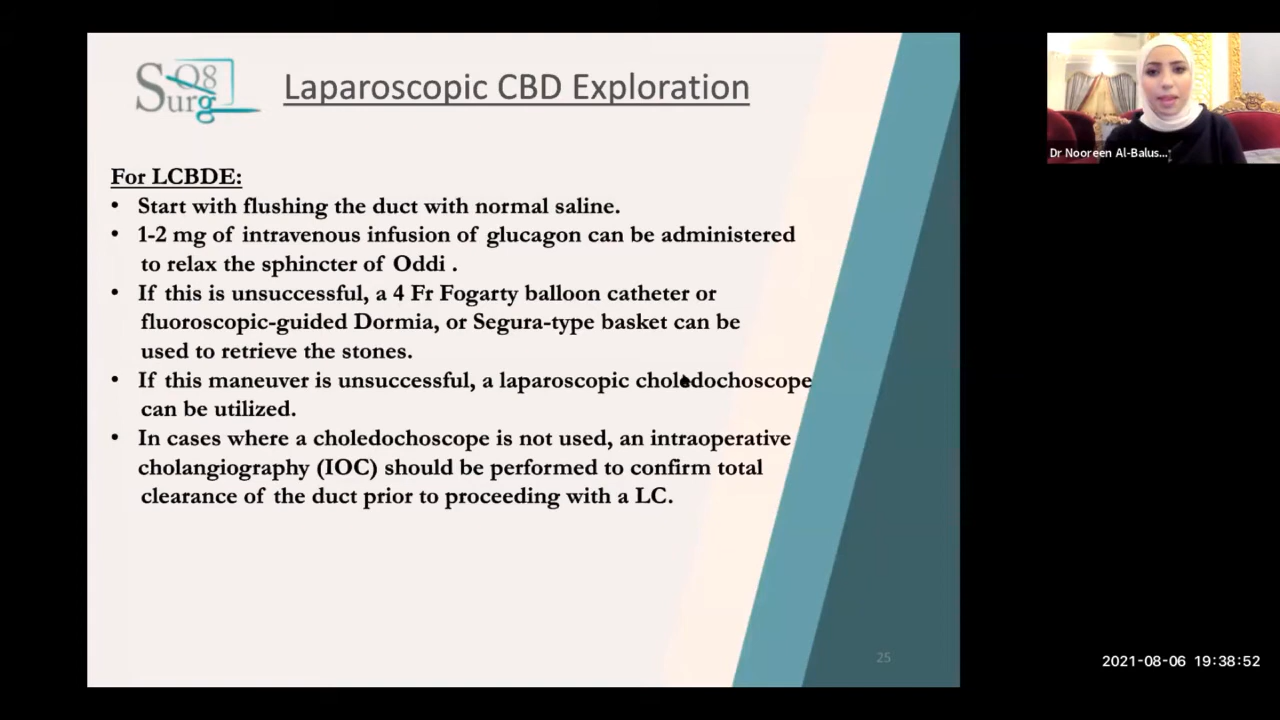 SQ8
Surg
Laparoscopic CBD Exploration
For LCBDE:
• Start with flushing the duct with normal saline.
• 1-2 mg of intravenous infusion of glucagon can be administered
to relax the sphincter of Oddi .
• If this is unsuccessful, a 4 Fr Fogarty balloon catheter or
fluoroscopic-guided Dormia, or Segura-type basket can be
used to retrieve the stones.
• If this maneuver is unsuccessful, a laparoscopic choledochoscope
can be utilized.
• In cases where a choledochoscope is not used, an intraoperative
cholangiography (IOC) should be performed to confirm total
clearance of the duct prior to proceeding with a LC.
25
Dr Nooreen Al-Balus...
2021-08-06 19:38:52